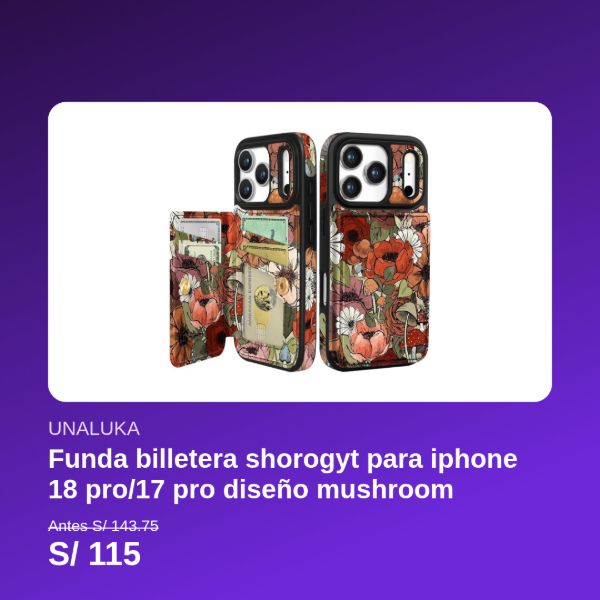 UNALUKA
Funda billetera shorogyt para iphone
18 pro/17 pro diseño mushroom
Antes S/ 143.75
S/ 115